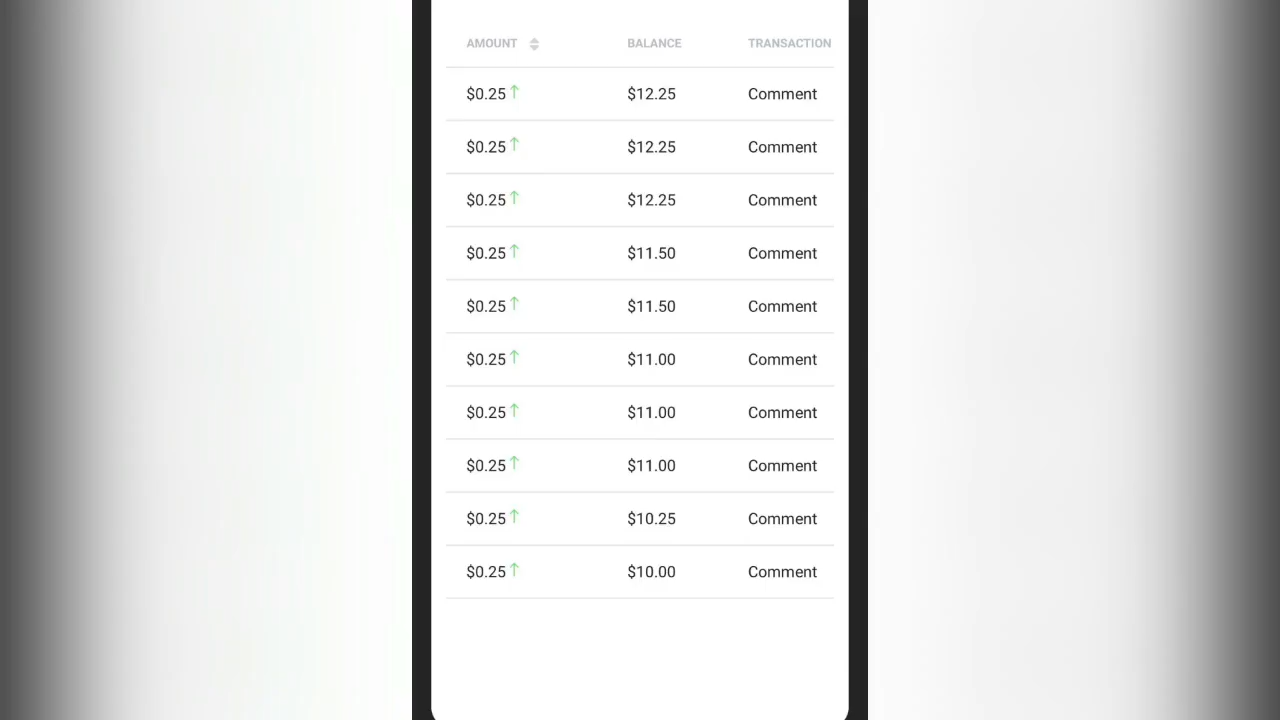 AMOUNT BALANCE TRANSACTION
$0.25 $12.25 Comment
$0.25 $12.25 Comment
$0.25 $12.25 Comment
$0.25 $11.50 Comment
$0.25 $11.50 Comment
$0.25 $11.00 Comment
$0.25 $11.00 Comment
$0.25 $11.00 Comment
$0.25 $10.25 Comment
$0.25 $10.00 Comment